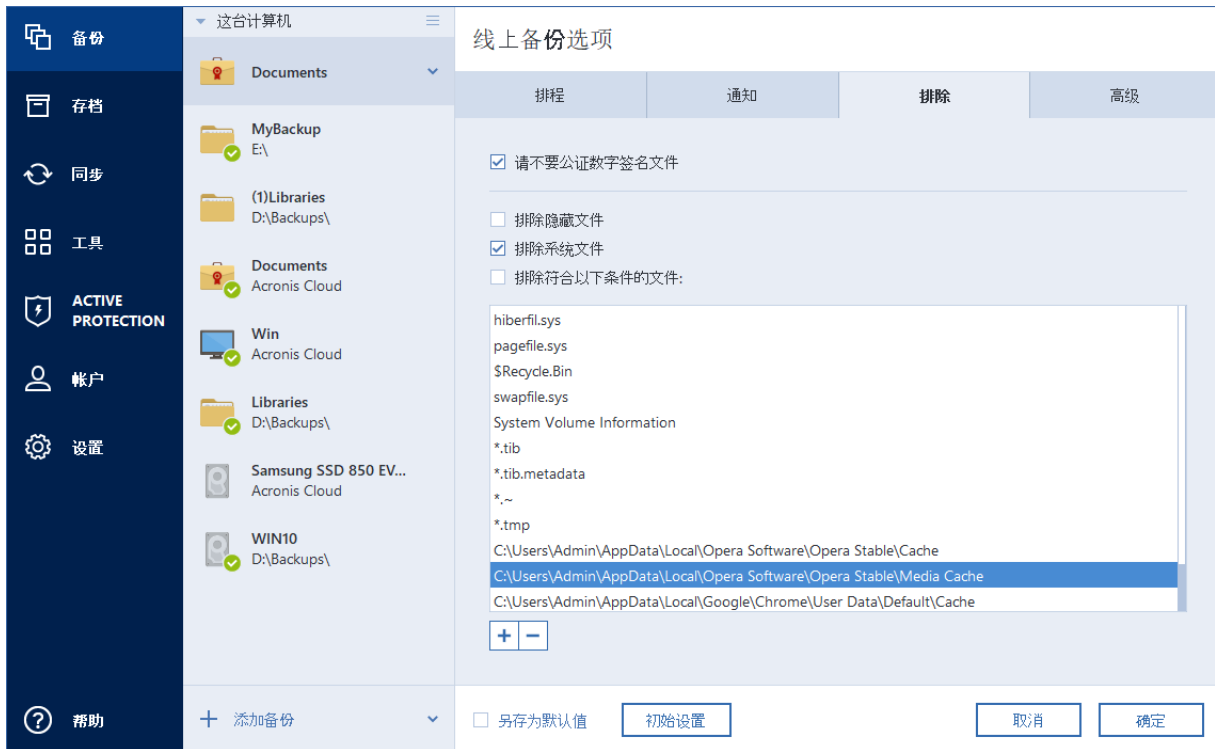 备份
存档
同步
工具
ACTIVE
PROTECTION
帐户
设置
帮助
这台计算机
Documents
MyBackup
E:\
(1)Libraries
D:\Backups\
Documents
Acronis Cloud
Win
Acronis Cloud
Libraries
D:\Backups\
Samsung SSD 850 EV...
Acronis Cloud
WIN10
D:\Backups\
添加备份
线上备份选项
排程
通知
排除
高级
请不要公证数字签名文件
排除隐藏文件
排除系统文件
排除符合以下条件的文件:
hiberfil.sys
pagefile.sys
$Recycle.Bin
swapfile.sys
System Volume Information
*.tib
*.tib.metadata
*.~
*.tmp
C:\Users\Admin\AppData\Local\Opera Software\Opera Stable\Cache
C:\Users\Admin\AppData\Local\Opera Software\Opera Stable\Media Cache
C:\Users\Admin\AppData\Local\Google\Chrome\User Data\Default\Cache
另存为默认值
初始设置
取消
确定